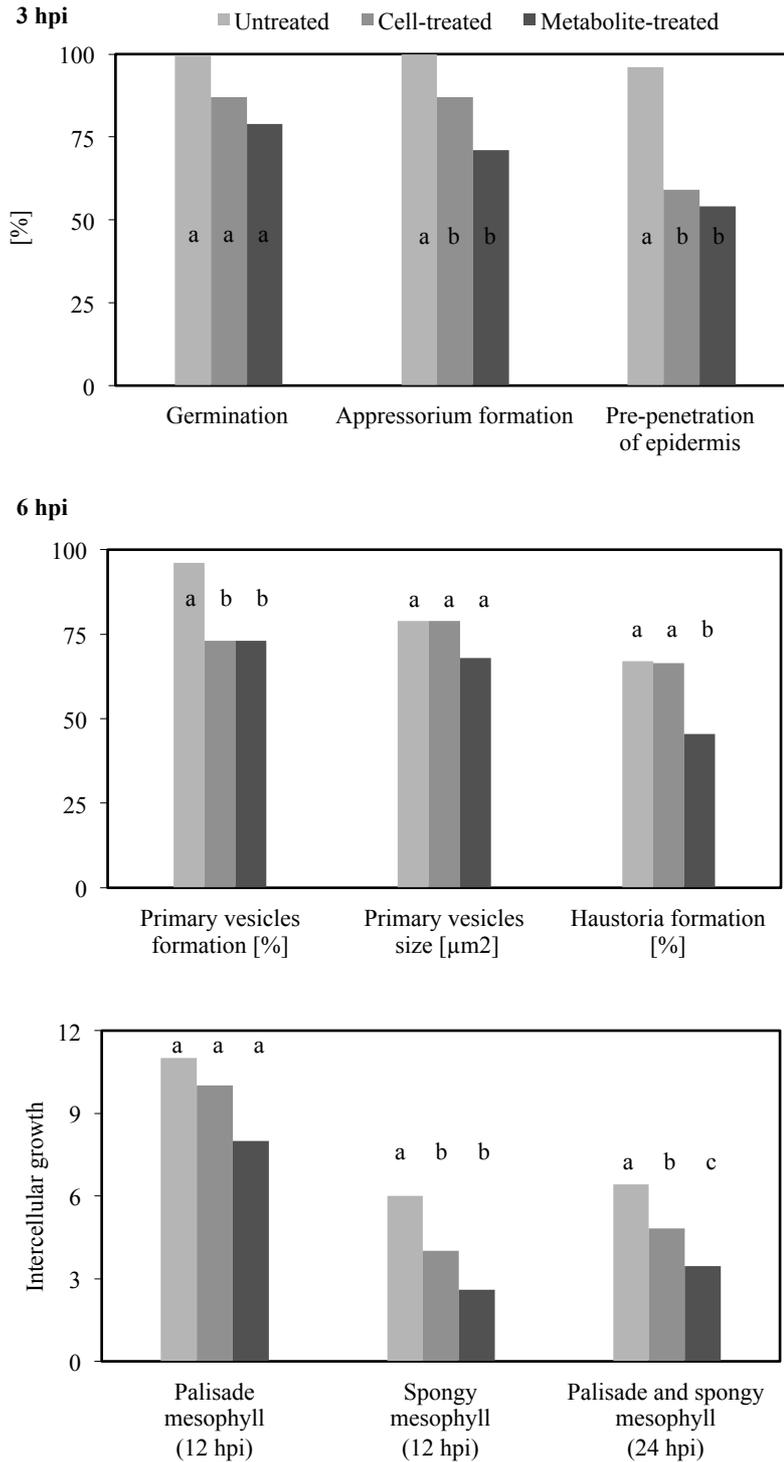 3 hpi
Untreated Cell-treated Metabolite-treated
100
75
50
25
0
[%]
a a a a b b a b b
Germination Appressorium formation Pre-penetration
of epidermis
6 hpi
100
75
50
25
0
a b b a a a a a b
Primary vesicles Primary vesicles Haustoria formation
formation [%] size [µm2] [%]
12
9
6
3
0
Intercellular growth
a a a a b b a b c
Palisade Spongy Palisade and spongy
mesophyll mesophyll mesophyll
(12 hpi) (12 hpi) (24 hpi)